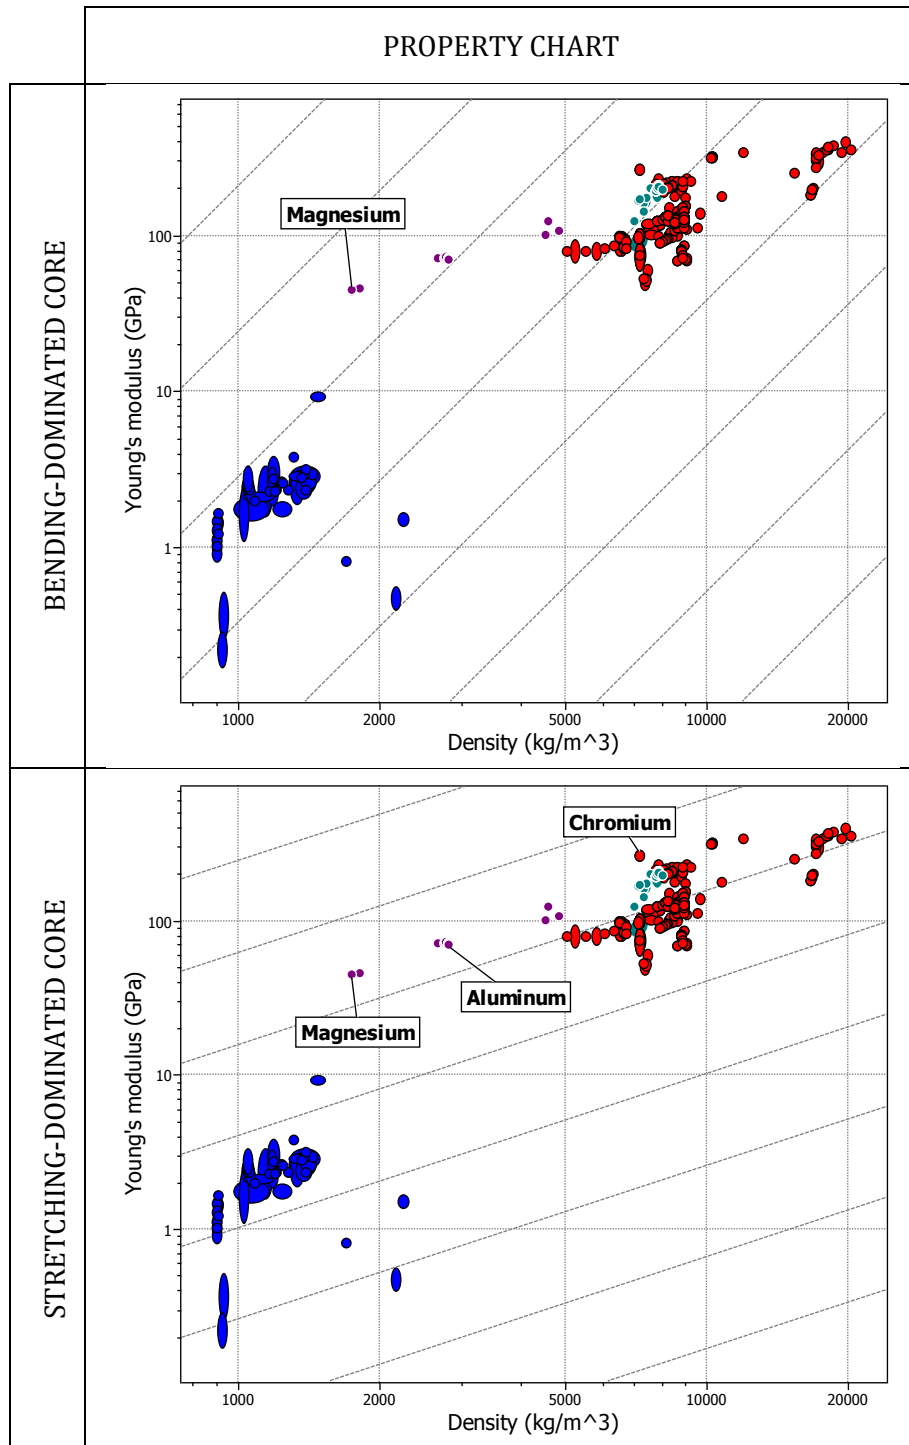 PROPERTY CHART
BENDING-DOMINATED CORE
Young's modulus (GPa)
100
10
1
Magnesium
1000
2000
5000
10000
20000
Density (kg/m^3)
STRETCHING-DOMINATED CORE
Young's modulus (GPa)
100
10
1
Chromium
Aluminum
Magnesium
1000
2000
5000
10000
20000
Density (kg/m^3)